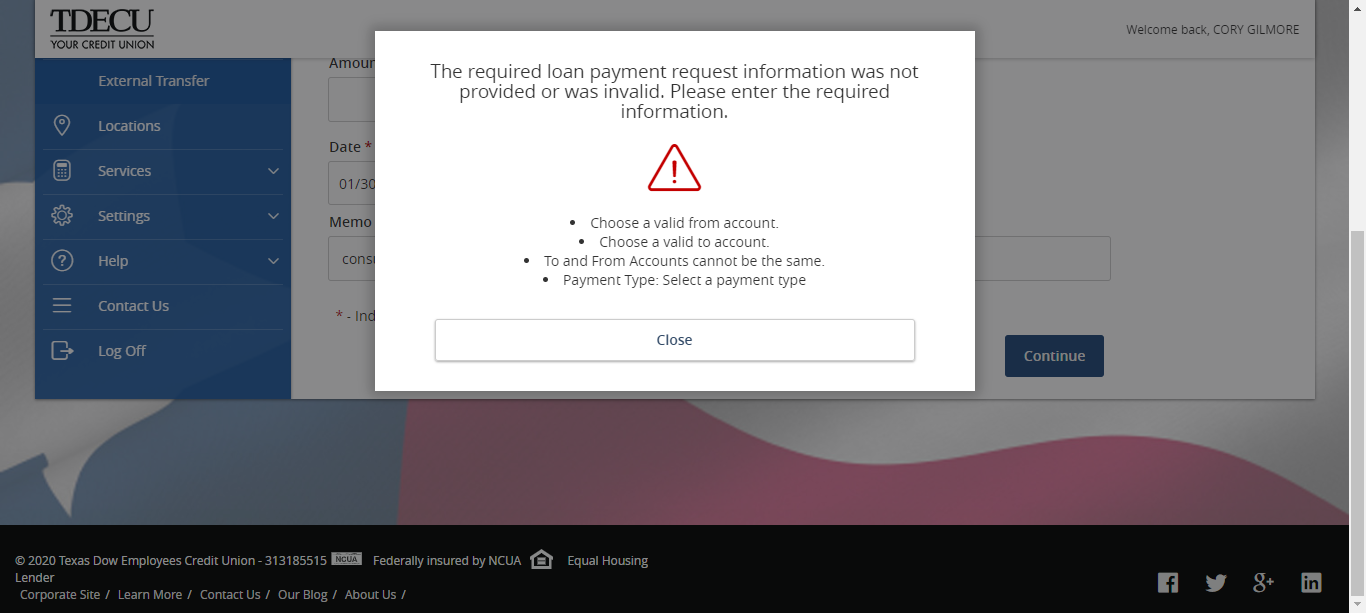 TDECU
YOUR CREDIT UNION
Welcome back, CORY GILMORE
External Transfer
Locations
Services
Settings
Help
Contact Us
Log Off
Amoun
Date *
01/30
Memo
cons
* - Ind
The required loan payment request information was not
provided or was invalid. Please enter the required
information.
• Choose a valid from account.
• Choose a valid to account.
• To and From Accounts cannot be the same.
• Payment Type: Select a payment type
Close
Continue
© 2020 Texas Dow Employees Credit Union - 313185515 NCUA Federally insured by NCUA Equal Housing
Lender
Corporate Site / Learn More / Contact Us / Our Blog / About Us /